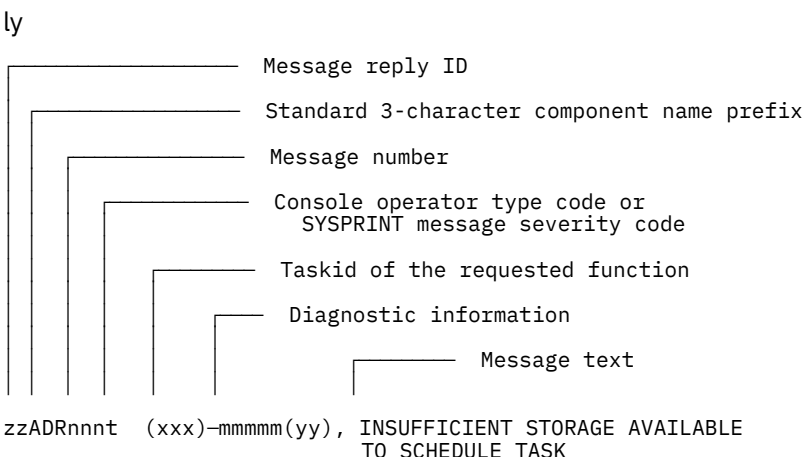 ly
Message reply ID
Standard 3-character component name prefix
Message number
Console operator type code or
SYSPRINT message severity code
Taskid of the requested function
Diagnostic information
Message text
zzADRnnnt (xxx)–mmmmm(yy), INSUFFICIENT STORAGE AVAILABLE
TO SCHEDULE TASK